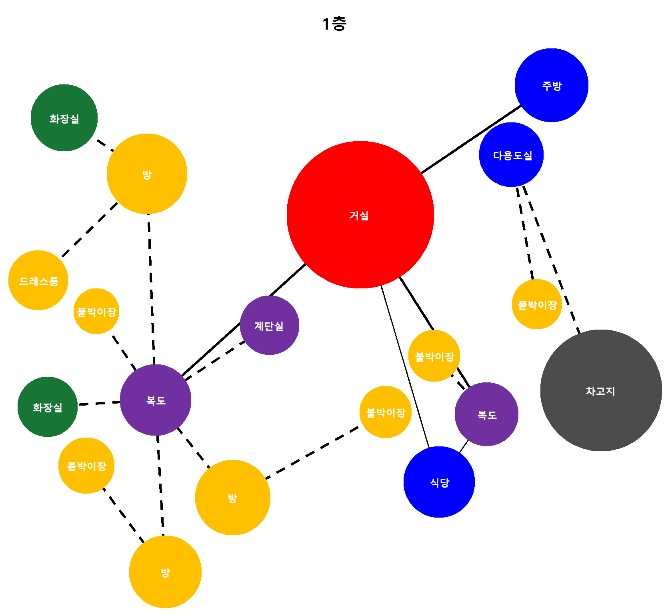 1층
주방
화장실
다용도실
방
거실
드레스룸
붙박이장
붙박이장
계단실
붙박이장
차고지
복도
화장실
붙박이장
복도
붙박이장
식당
방
방